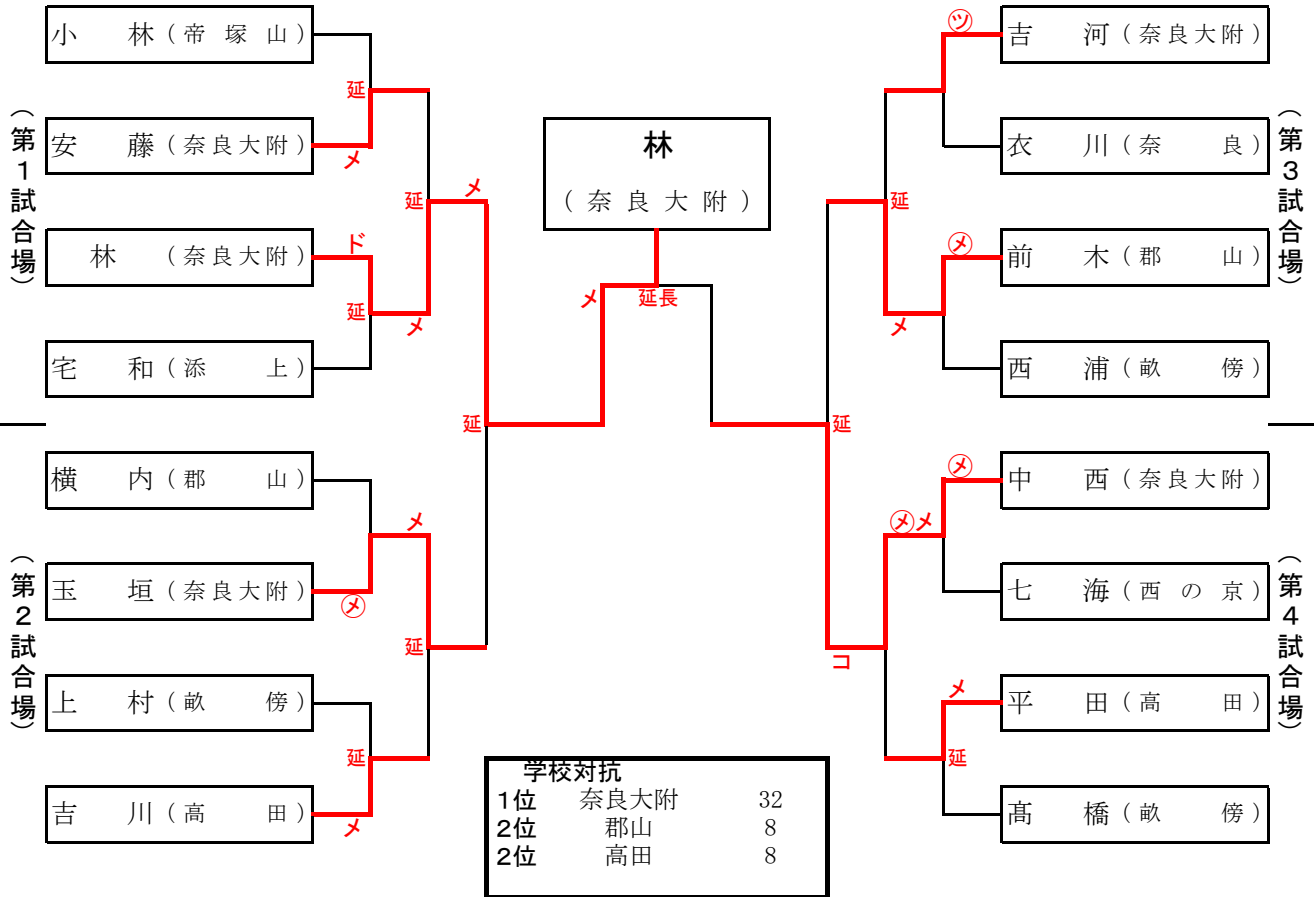 (第1試合場)
小 林(帝塚山)
延
安 藤(奈良大附)
メ
延
メ
林 (奈良大附)
ド
延
メ
宅 和(添 上)
延
(第2試合場)
横 内(郡 山)
メ
玉 垣(奈良大附)
㋱
延
上 村(畝 傍)
延
吉 川(高 田)
メ
林
(奈良大附)
メ
延長
(第3試合場)
㋡
吉 河(奈良大附)
衣 川(奈 良)
延
㋱
前 木(郡 山)
メ
西 浦(畝 傍)
延
(第4試合場)
㋱
中 西(奈良大附)
㋱メ
七 海(西の京)
コ
メ
平 田(高 田)
延
髙 橋(畝 傍)
学校対抗
1位 奈良大附 32
2位 郡山 8
2位 高田 8